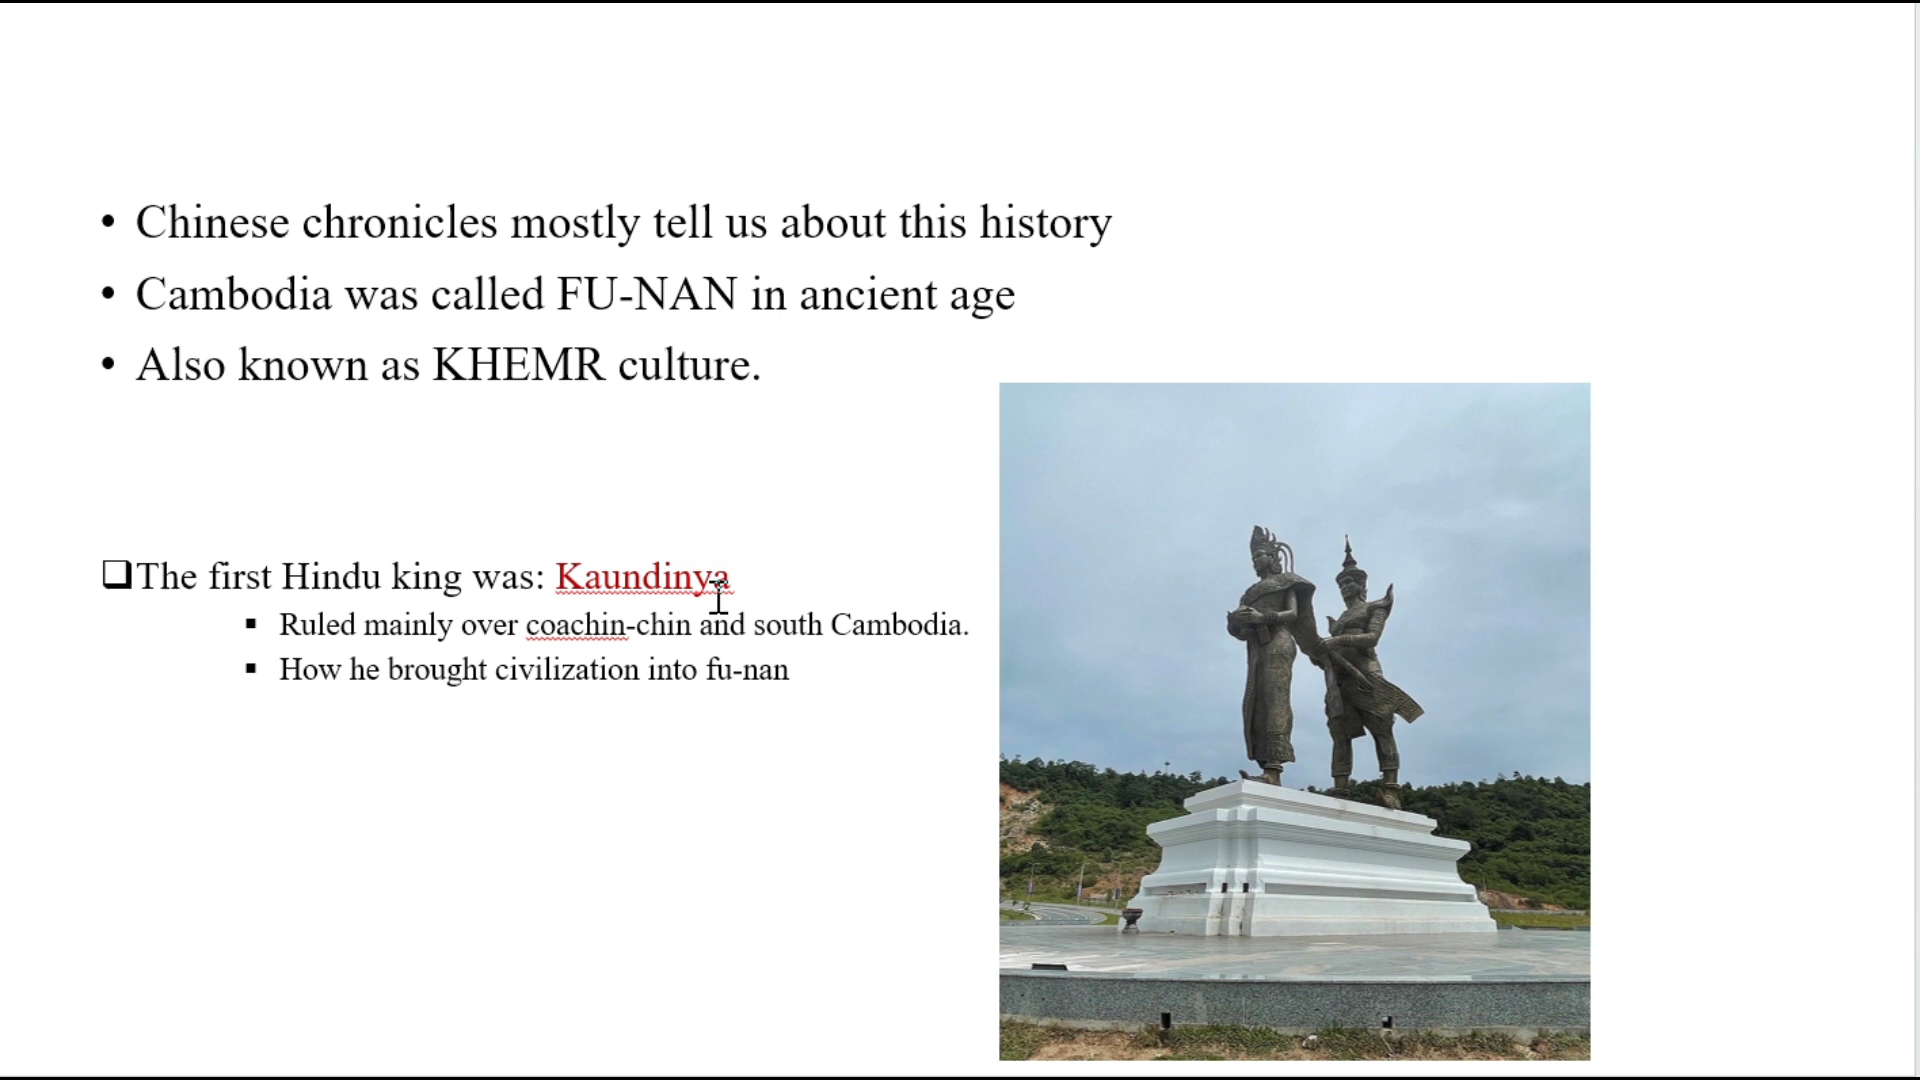 • Chinese chronicles mostly tell us about this history
• Cambodia was called FU-NAN in ancient age
• Also known as KHEMR culture.
❑The first Hindu king was: Kaundinya
▪ Ruled mainly over coachin-chin and south Cambodia.
▪ How he brought civilization into fu-nan